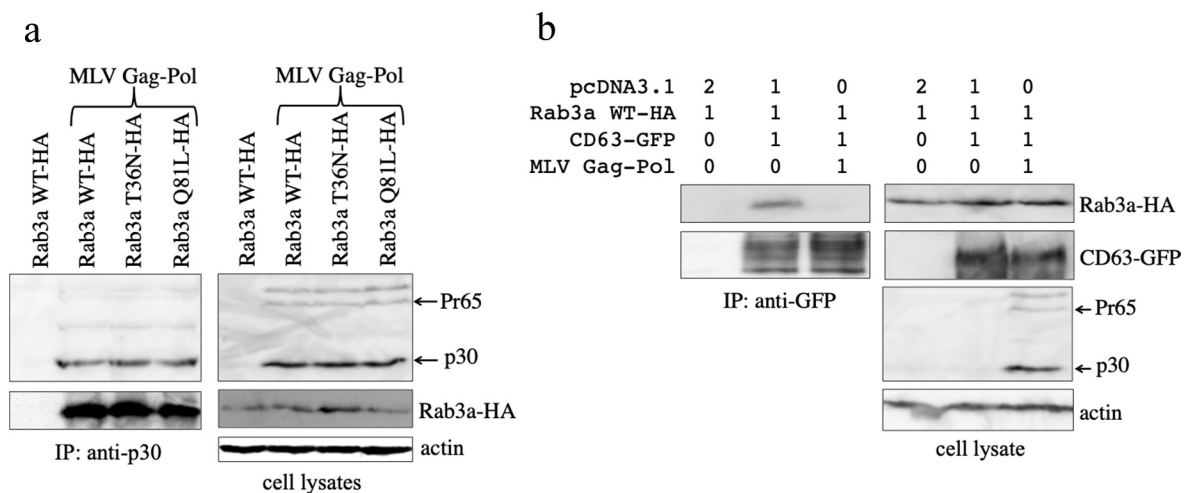 a
MLV Gag-Pol
MLV Gag-Pol
Rab3a WT-HA
Rab3a WT-HA
Rab3a T36N-HA
Rab3a Q81L-HA
Rab3a WT-HA
Rab3a WT-HA
Rab3a T36N-HA
Rab3a Q81L-HA
Pr65
p30
Rab3a-HA
actin
IP: anti-p30
cell lysates
b
pcDNA3.1 2 1 0 2 1 0
Rab3a WT-HA 1 1 1 1 1 1
CD63-GFP 0 1 1 0 1 1
MLV Gag-Pol 0 0 1 0 0 1
Rab3a-HA
CD63-GFP
IP: anti-GFP
Pr65
p30
actin
cell lysate